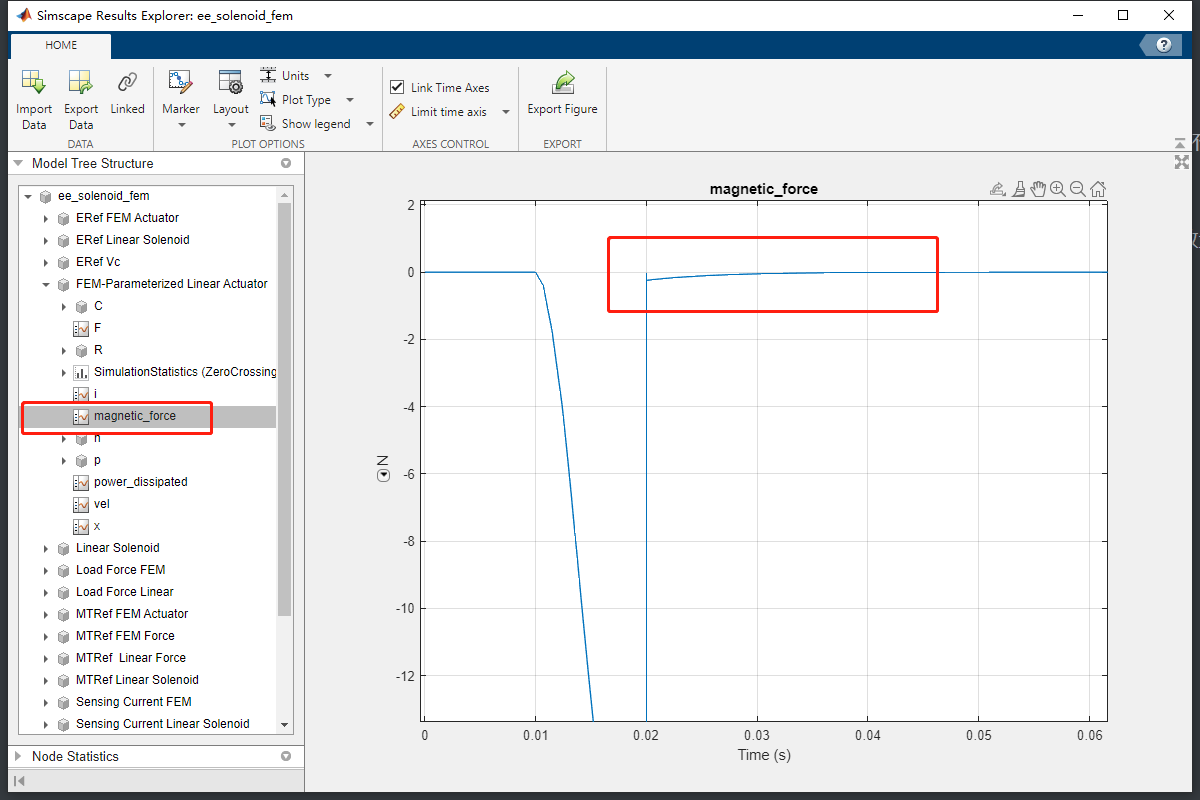 Simscape Results Explorer: ee_solenoid_fem
HOME
?
Import Data
Export Data
Linked
DATA
Marker
Layout
Units
Plot Type
Show legend
PLOT OPTIONS
Link Time Axes
Limit time axis
AXES CONTROL
Export Figure
EXPORT
Model Tree Structure
ee_solenoid_fem
ERef FEM Actuator
ERef Linear Solenoid
ERef Vc
FEM-Parameterized Linear Actuator
C
F
R
SimulationStatistics (ZeroCrossing
i
magnetic_force
n
p
power_dissipated
vel
x
Linear Solenoid
Load Force FEM
Load Force Linear
MTRef FEM Actuator
MTRef FEM Force
MTRef  Linear Force
MTRef Linear Solenoid
Sensing Current FEM
Sensing Current Linear Solenoid
Node Statistics
magnetic_force
2
0
-2
-4
-6
-8
-10
-12
N
0
0.01
0.02
0.03
0.04
0.05
0.06
Time (s)